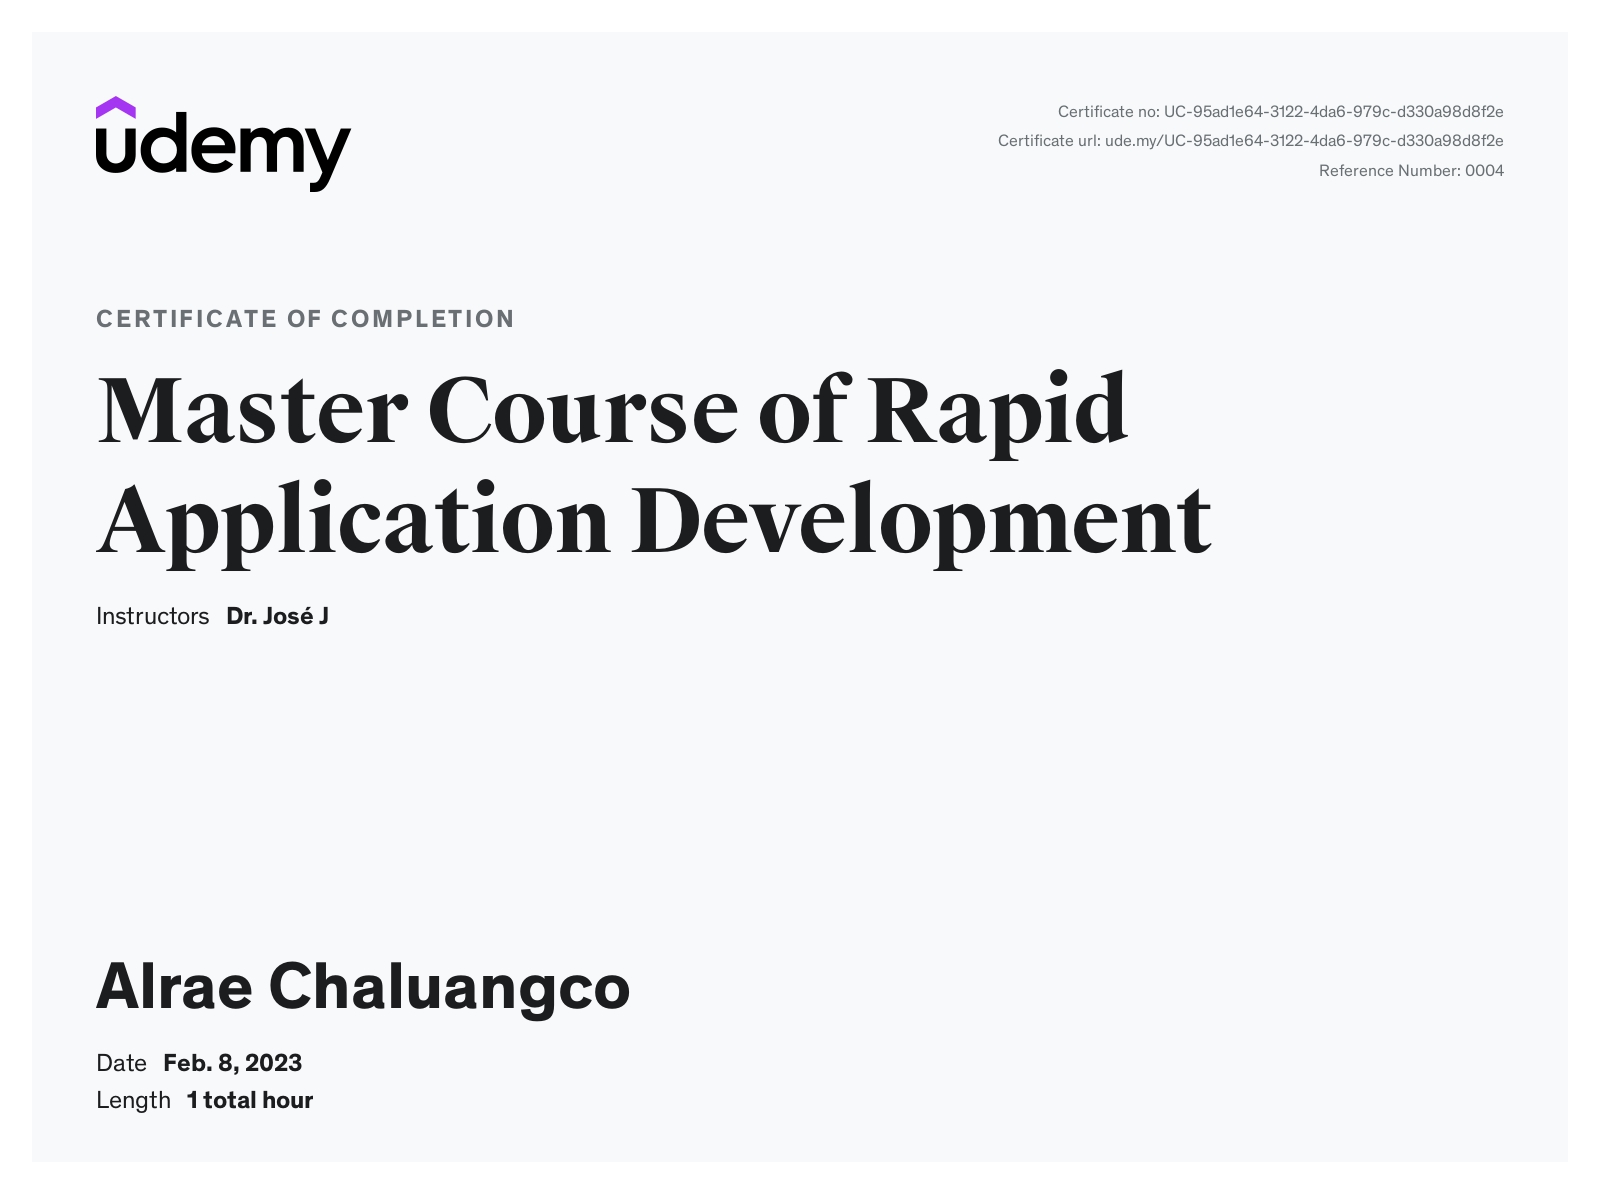 udemy
Certificate no: UC-95ad1e64-3122-4da6-979c-d330a98d8f2e
Certificate url: ude.my/UC-95ad1e64-3122-4da6-979c-d330a98d8f2e
Reference Number: 0004
CERTIFICATE OF COMPLETION
Master Course of Rapid
Application Development
Instructors Dr. José J
Alrae Chaluangco
Date Feb. 8, 2023
Length 1 total hour